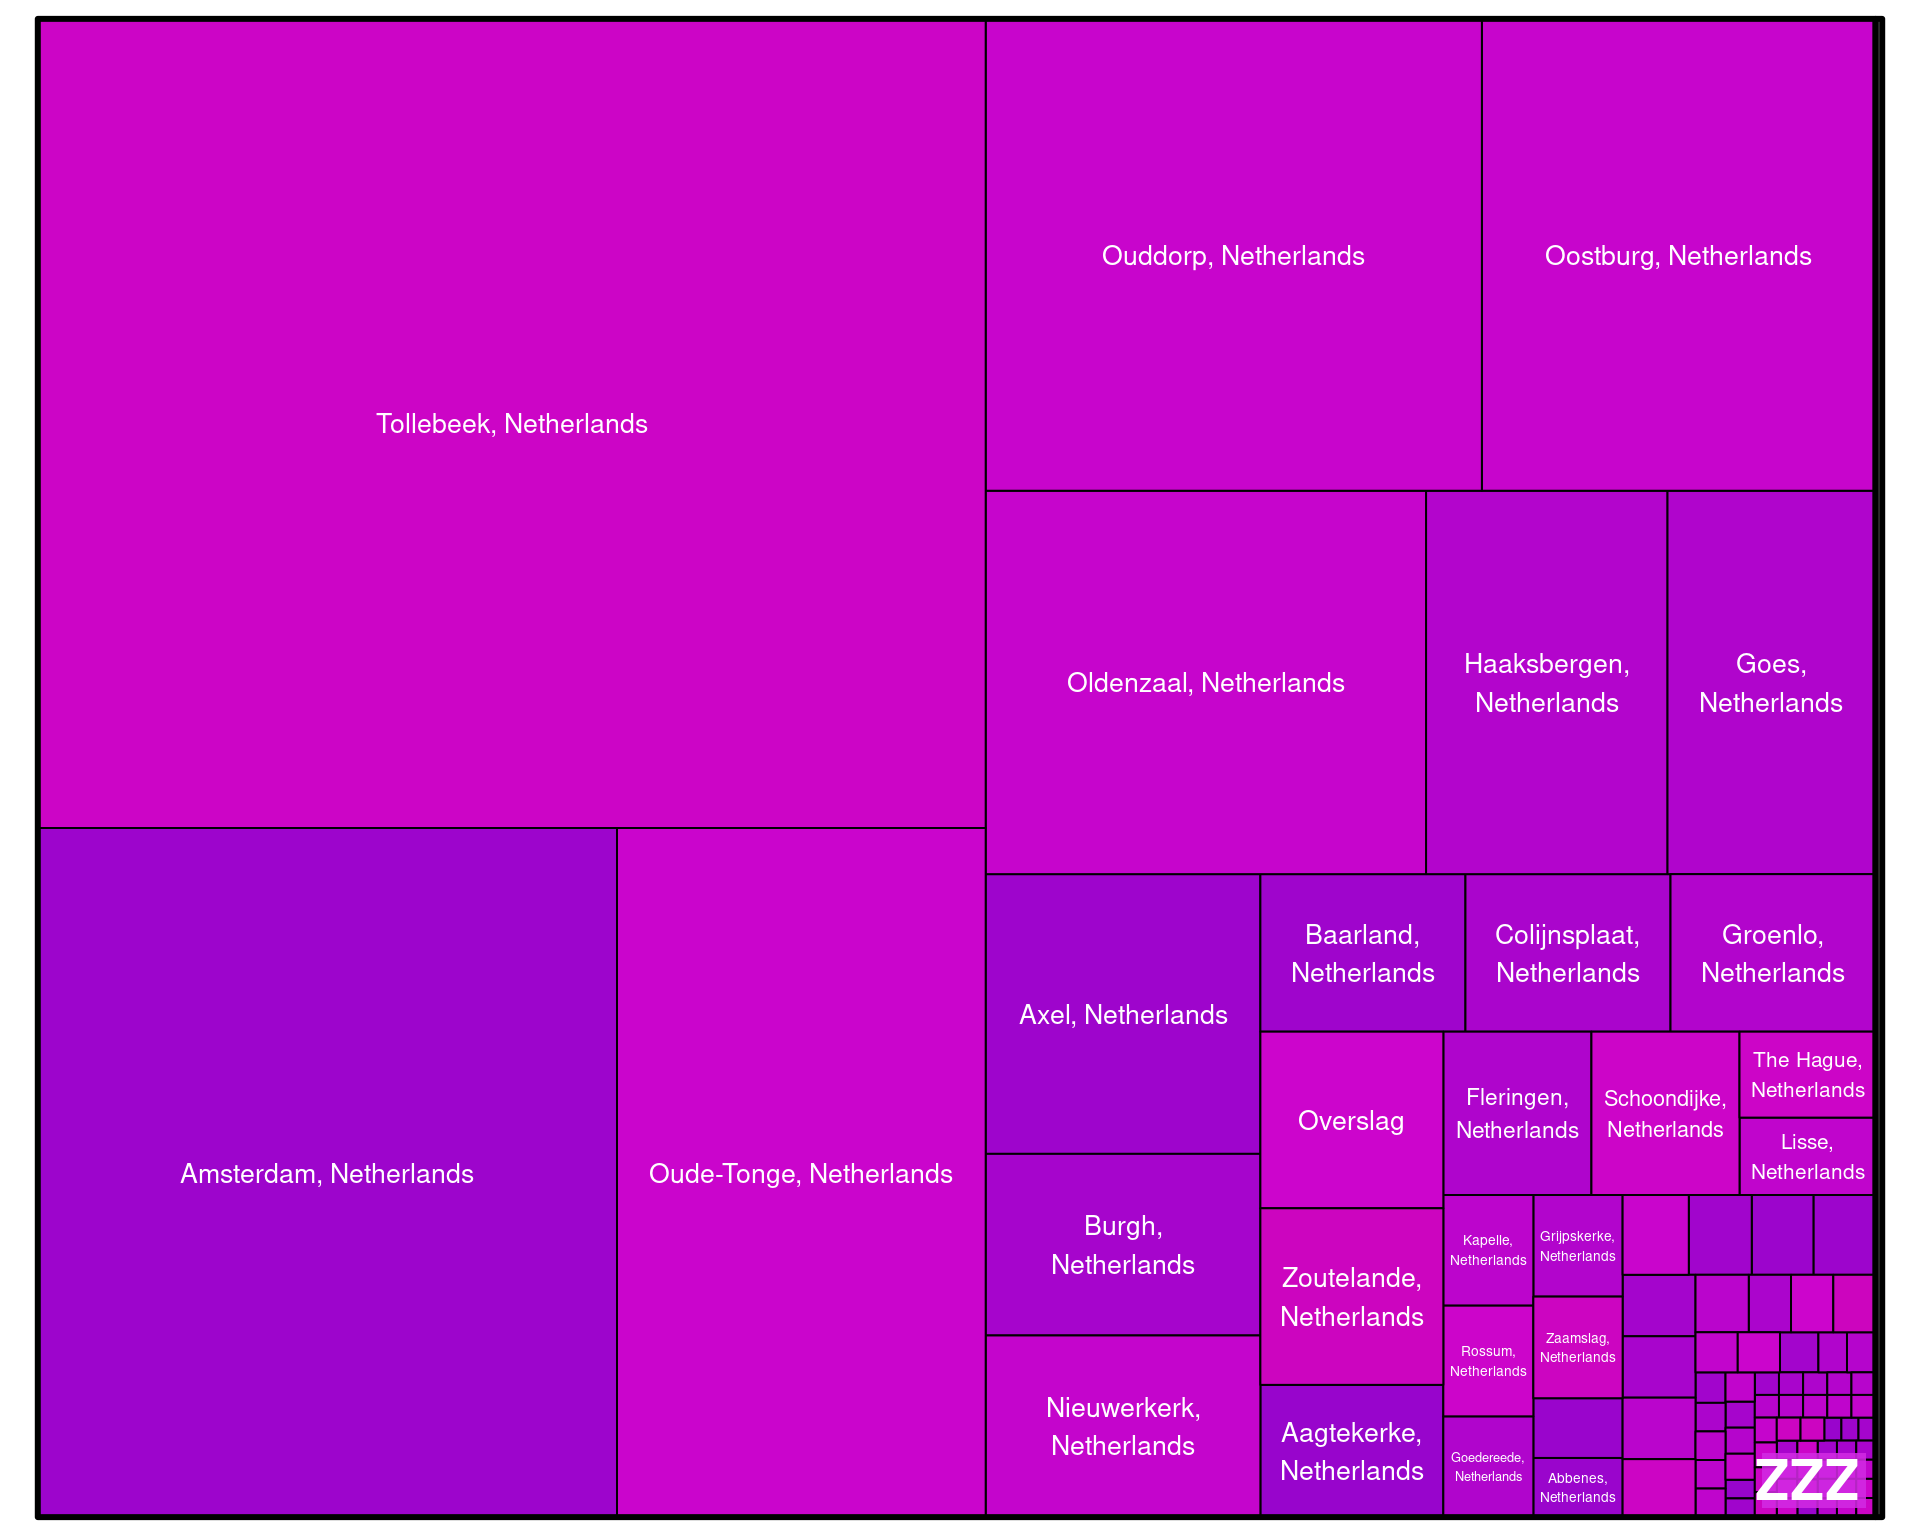 Tollebeek, Netherlands
Ouddorp, Netherlands
Oostburg, Netherlands
Oldenzaal, Netherlands
Haaksbergen,
Netherlands
Goes,
Netherlands
Amsterdam, Netherlands
Oude-Tonge, Netherlands
Axel, Netherlands
Baarland,
Netherlands
Colijnsplaat,
Netherlands
Groenlo,
Netherlands
Overslag
Fleringen,
Netherlands
Schoondijke,
Netherlands
The Hague,
Netherlands
Lisse,
Netherlands
Burgh,
Netherlands
Zoutelande,
Netherlands
Kapelle,
Netherlands
Grijpskerke,
Netherlands
Rossum,
Netherlands
Zaamslag,
Netherlands
Nieuwerkerk,
Netherlands
Aagtekerke,
Netherlands
Goedereede,
Netherlands
Abbenes,
Netherlands
ZZZ